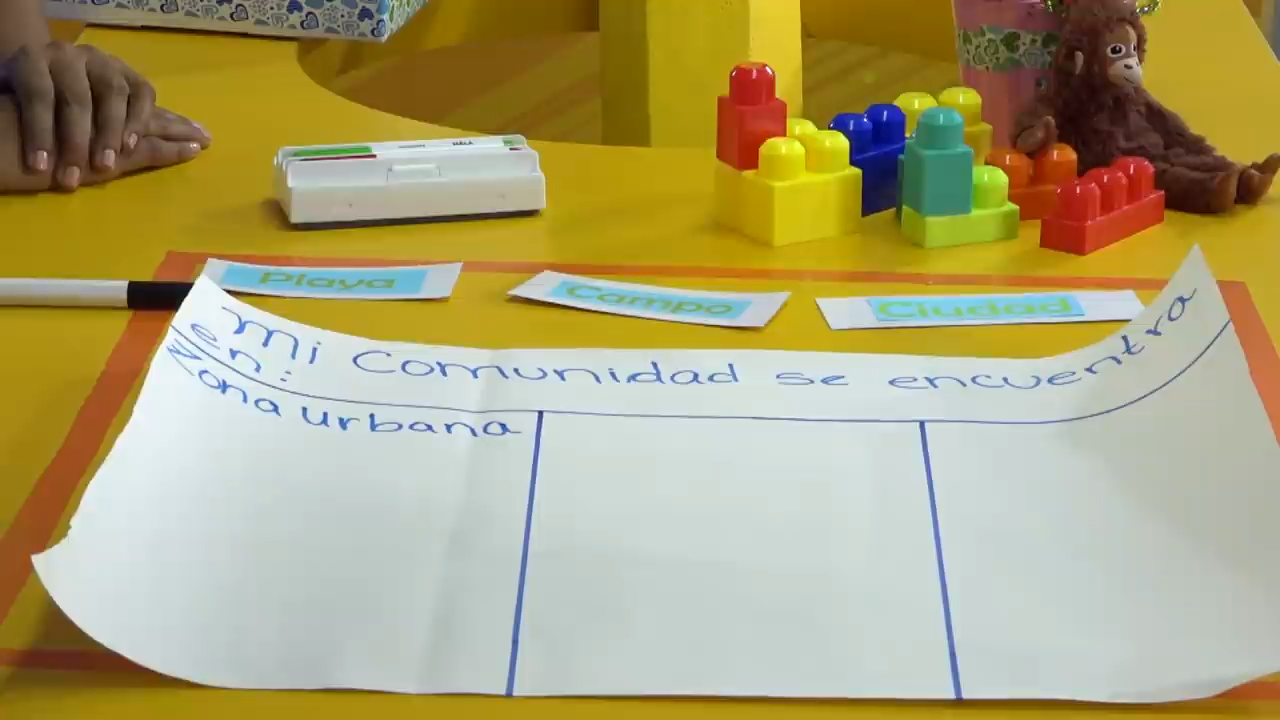 Playa
Campo
Ciudad
Mi Comunidad se encuentra
en:
Zona urbana